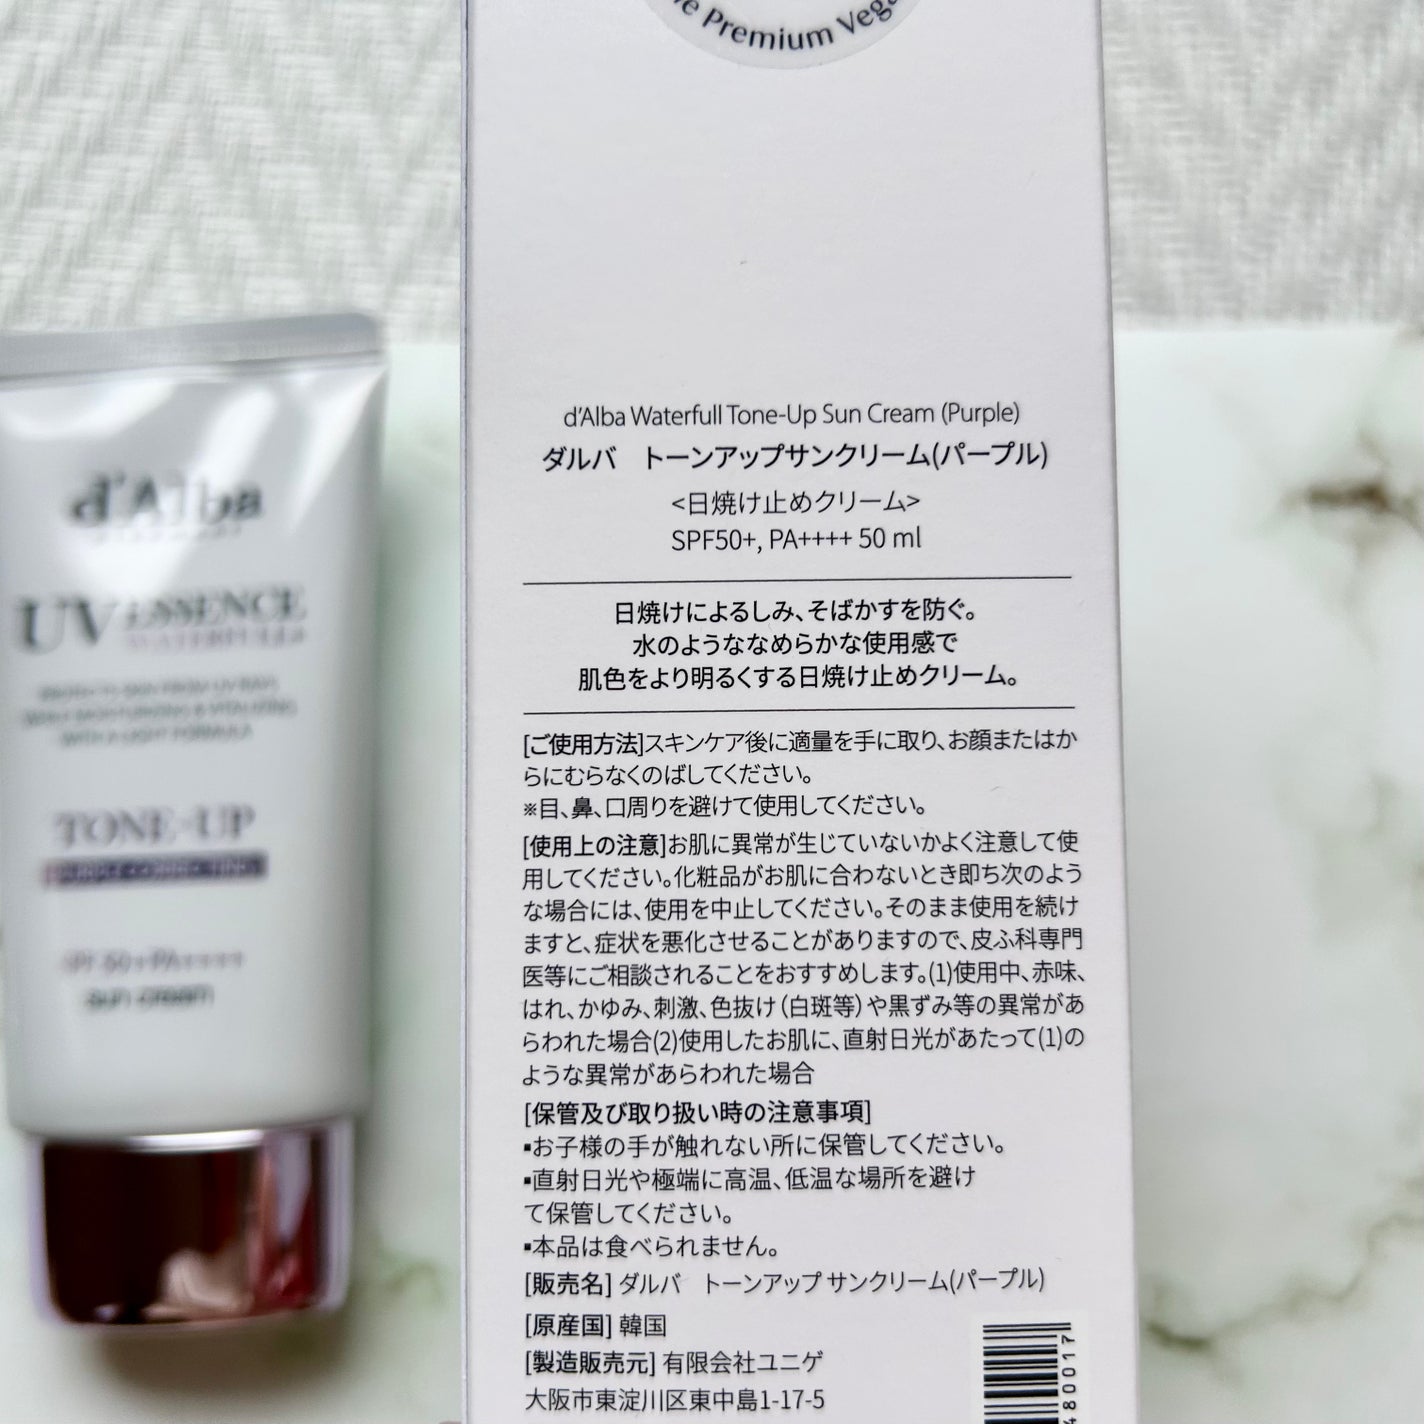 Premium
d'Alba
UV ESSENCE
WATERFULL
TONE-UP
SPF 50+PA++++
sun cream
d'Alba Waterfull Tone-Up Sun Cream (Purple)
ダルバ　トーンアップサンクリーム(パープル)
<日焼け止めクリーム>
SPF50+, PA++++ 50 ml
日焼けによるしみ、そばかすを防ぐ。
水のようななめらかな使用感で
肌色をより明るくする日焼け止めクリーム。
[ご使用方法]スキンケア後に適量を手に取り、お顔またはか
らにむらなくのばしてください。
※目、鼻、口周りを避けて使用してください。
[使用上の注意]お肌に異常が生じていないかよく注意して使
用してください。化粧品がお肌に合わないとき即ち次のよう
な場合には、使用を中止してください。そのまま使用を続け
ますと、症状を悪化させることがありますので、皮ふ科専門
医等にご相談されることをおすすめします。(1)使用中、赤味、
はれ、かゆみ、刺激、色抜け（白斑等）や黒ずみ等の異常があ
らわれた場合(2)使用したお肌に、直射日光があたって(1)の
ような異常があらわれた場合
[保管及び取り扱い時の注意事項]
▪お子様の手が触れない所に保管してください。
▪直射日光や極端に高温、低温な場所を避け
て保管してください。
▪本品は食べられません。
[販売名] ダルバ　トーンアップ サンクリーム(パープル)
[原産国] 韓国
[製造販売元] 有限会社ユニゲ
大阪市東淀川区東中島1-17-5
480017